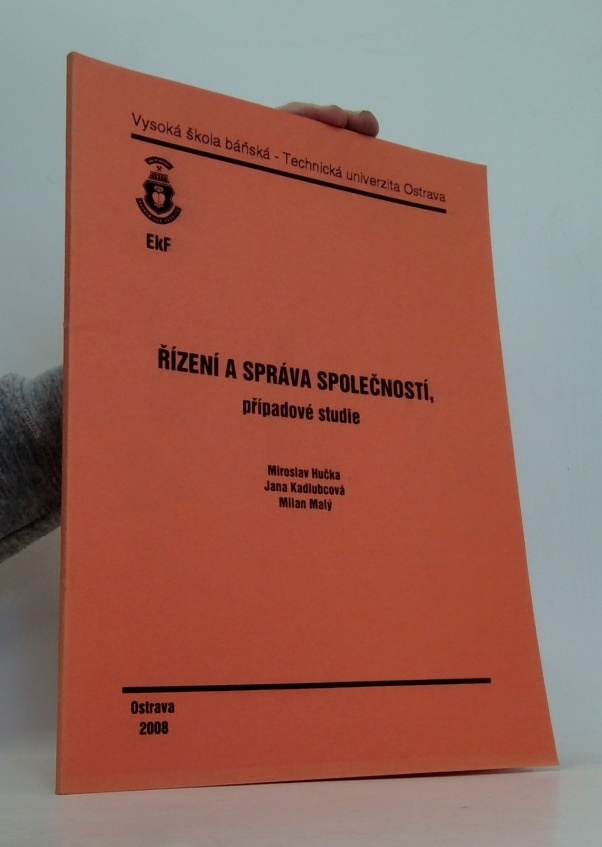 Vysoká škola báňská - Technická univerzita Ostrava
EkF
ŘÍZENÍ A SPRÁVA SPOLEČNOSTÍ,
případové studie
Miroslav Hučka
Jana Kadlubcová
Milan Malý
Ostrava
2008